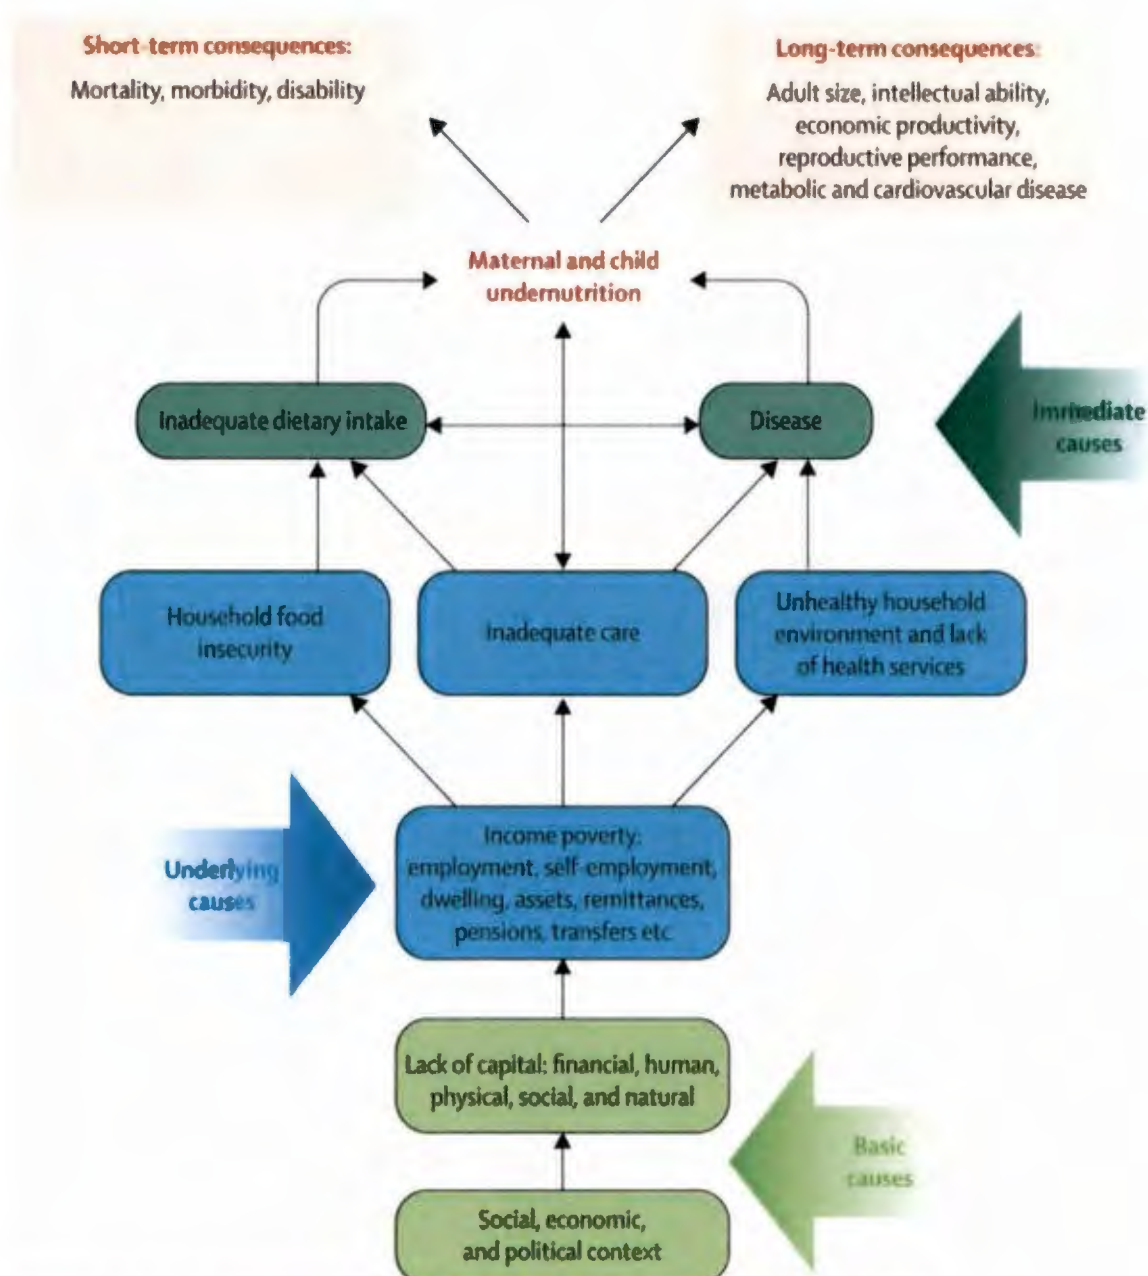 Short-term consequences:
Mortality, morbidity, disability
Long-term consequences:
Adult size, intellectual ability,
economic productivity,
reproductive performance,
metabolic and cardiovascular disease
Maternal and child
undernutrition
Inadequate dietary intake
Disease
Immediate
causes
Household food
insecurity
Inadequate care
Unhealthy household
environment and lack
of health services
Underlying
causes
Income poverty:
employment, self-employment,
dwelling, assets, remittances,
pensions, transfers etc
Lack of capital: financial, human,
physical, social, and natural
Basic
causes
Social, economic,
and political context